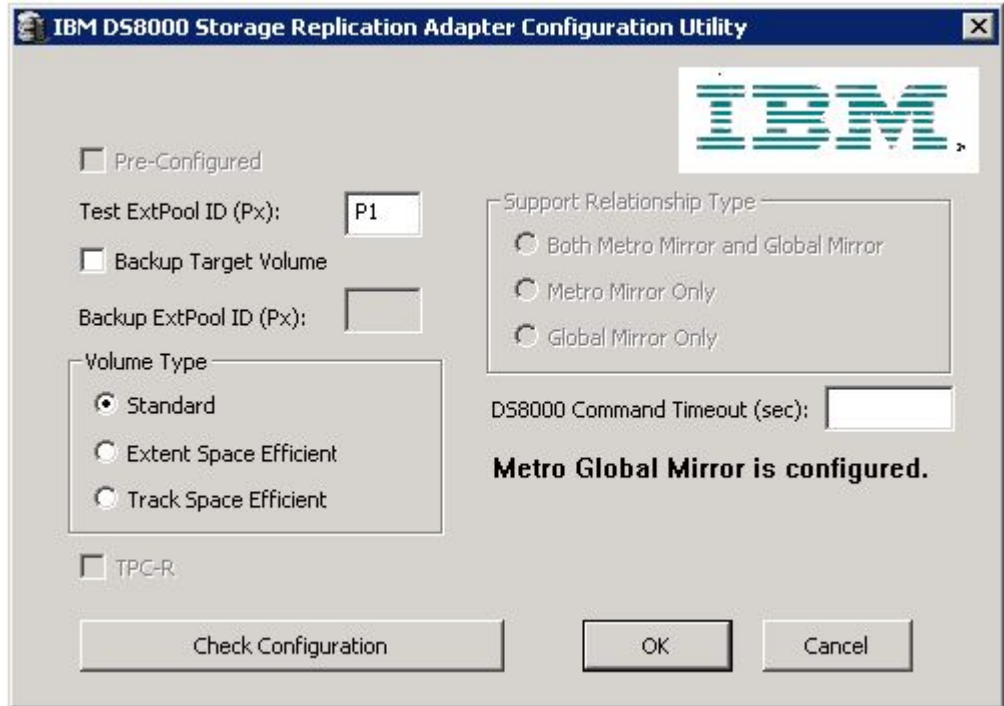 IBM DS8000 Storage Replication Adapter Configuration Utility
IBM
Pre-Configured
Test ExtPool ID (Px): P1
Backup Target Volume
Backup ExtPool ID (Px):
Volume Type
Standard
Extent Space Efficient
Track Space Efficient
TPC-R
Support Relationship Type
Both Metro Mirror and Global Mirror
Metro Mirror Only
Global Mirror Only
DS8000 Command Timeout (sec):
Metro Global Mirror is configured.
Check Configuration
OK
Cancel